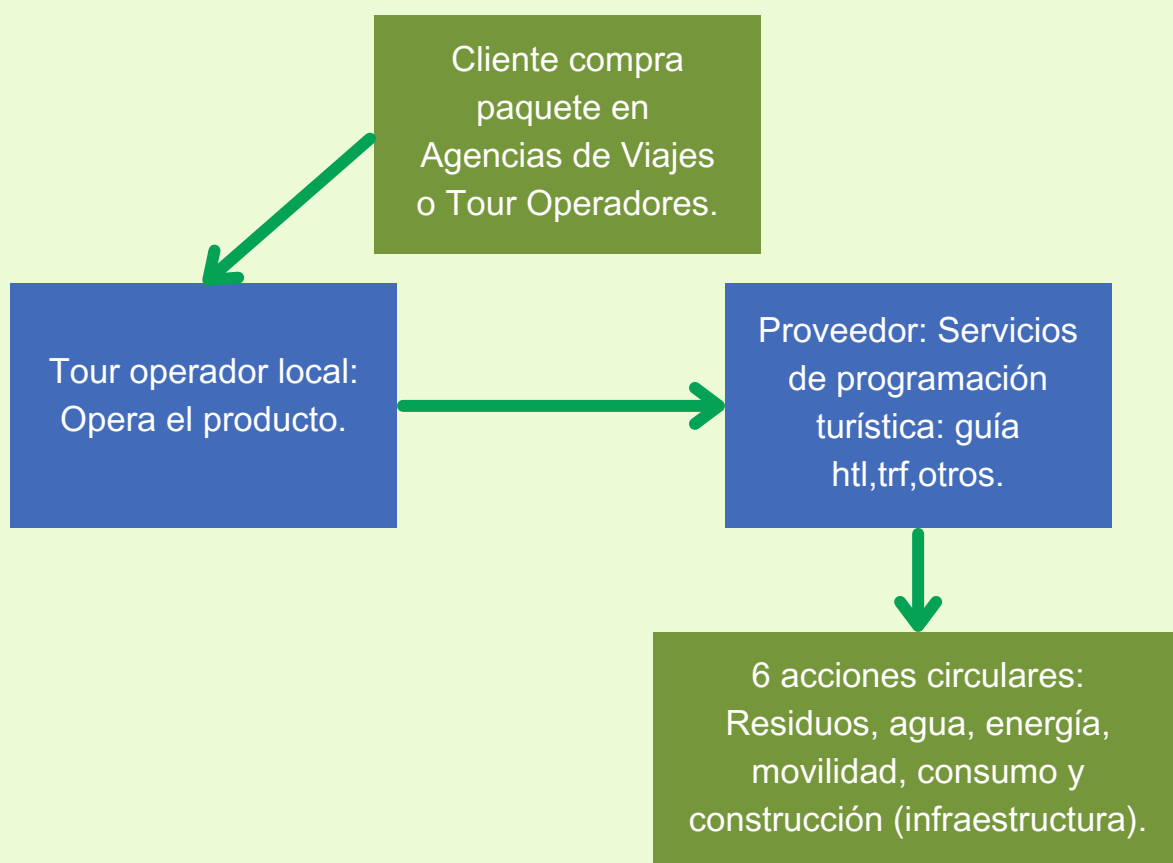 Cliente compra
paquete en
Agencias de Viajes
o Tour Operadores.
Tour operador local:
Opera el producto.
Proveedor: Servicios
de programación
turística: guía
htl,trf,otros.
6 acciones circulares:
Residuos, agua, energía,
movilidad, consumo y
construcción (infraestructura).